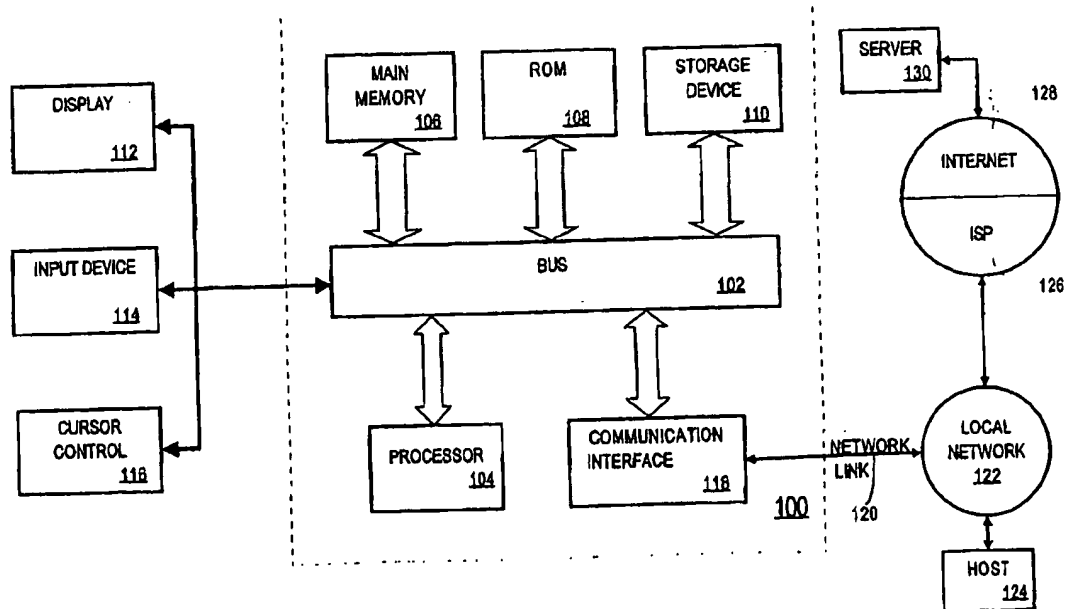 DISPLAY
112
INPUT DEVICE
114
CURSOR
CONTROL
116
MAIN
MEMORY
106
ROM
108
STORAGE
DEVICE
110
BUS
102
PROCESSOR
104
COMMUNICATION
INTERFACE
118
100
SERVER
130
128
INTERNET
ISP
126
NETWORK
LINK
120
LOCAL
NETWORK
122
HOST
124